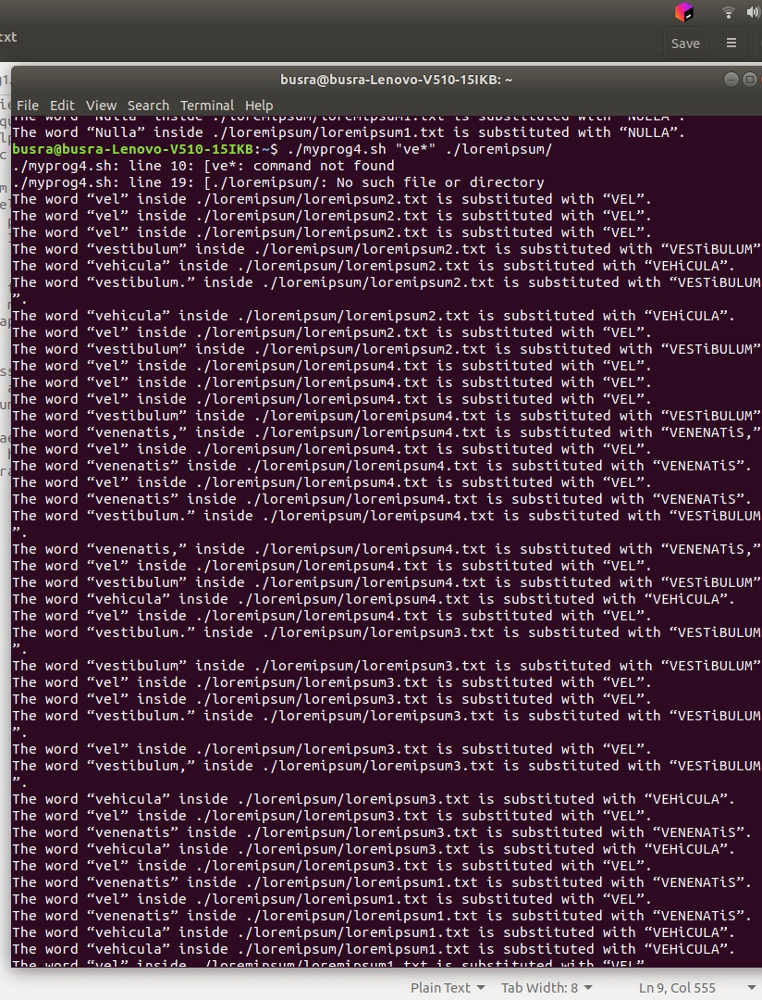 txt
Save
busra@busra-Lenovo-V510-15IKB: ~
File Edit View Search Terminal Help
The word “Nulla” inside ./loremipsum/loremipsum1.txt is substituted with “NULLA”.
The word “Nulla” inside ./loremipsum/loremipsum1.txt is substituted with “NULLA”.
busra@busra-Lenovo-V510-15IKB:~$ ./myprog4.sh "ve*" ./loremipsum/
./myprog4.sh: line 10: [ve*: command not found
./myprog4.sh: line 19: [./loremipsum/: No such file or directory
The word “vel” inside ./loremipsum/loremipsum2.txt is substituted with “VEL”.
The word “vel” inside ./loremipsum/loremipsum2.txt is substituted with “VEL”.
The word “vel” inside ./loremipsum/loremipsum2.txt is substituted with “VEL”.
The word “vestibulum” inside ./loremipsum/loremipsum2.txt is substituted with “VESTiBULUM”
The word “vehicula” inside ./loremipsum/loremipsum2.txt is substituted with “VEHiCULA”.
The word “vestibulum.” inside ./loremipsum/loremipsum2.txt is substituted with “VESTiBULUM
”.
The word “vehicula” inside ./loremipsum/loremipsum2.txt is substituted with “VEHiCULA”.
The word “vel” inside ./loremipsum/loremipsum2.txt is substituted with “VEL”.
The word “vestibulum” inside ./loremipsum/loremipsum2.txt is substituted with “VESTiBULUM”
The word “vel” inside ./loremipsum/loremipsum4.txt is substituted with “VEL”.
The word “vel” inside ./loremipsum/loremipsum4.txt is substituted with “VEL”.
The word “vel” inside ./loremipsum/loremipsum4.txt is substituted with “VEL”.
The word “vestibulum” inside ./loremipsum/loremipsum4.txt is substituted with “VESTiBULUM”
The word “venenatis,” inside ./loremipsum/loremipsum4.txt is substituted with “VENENATiS,”
The word “vel” inside ./loremipsum/loremipsum4.txt is substituted with “VEL”.
The word “venenatis” inside ./loremipsum/loremipsum4.txt is substituted with “VENENATiS”.
The word “vel” inside ./loremipsum/loremipsum4.txt is substituted with “VEL”.
The word “venenatis” inside ./loremipsum/loremipsum4.txt is substituted with “VENENATiS”.
The word “vestibulum.” inside ./loremipsum/loremipsum4.txt is substituted with “VESTiBULUM
”.
The word “venenatis,” inside ./loremipsum/loremipsum4.txt is substituted with “VENENATiS,”
The word “vel” inside ./loremipsum/loremipsum4.txt is substituted with “VEL”.
The word “vestibulum” inside ./loremipsum/loremipsum4.txt is substituted with “VESTiBULUM”
The word “vehicula” inside ./loremipsum/loremipsum4.txt is substituted with “VEHiCULA”.
The word “vel” inside ./loremipsum/loremipsum4.txt is substituted with “VEL”.
The word “vestibulum.” inside ./loremipsum/loremipsum3.txt is substituted with “VESTiBULUM
”.
The word “vestibulum” inside ./loremipsum/loremipsum3.txt is substituted with “VESTiBULUM”
The word “vel” inside ./loremipsum/loremipsum3.txt is substituted with “VEL”.
The word “vel” inside ./loremipsum/loremipsum3.txt is substituted with “VEL”.
The word “vestibulum.” inside ./loremipsum/loremipsum3.txt is substituted with “VESTiBULUM
”.
The word “vel” inside ./loremipsum/loremipsum3.txt is substituted with “VEL”.
The word “vestibulum,” inside ./loremipsum/loremipsum3.txt is substituted with “VESTiBULUM
”.
The word “vehicula” inside ./loremipsum/loremipsum3.txt is substituted with “VEHiCULA”.
The word “vel” inside ./loremipsum/loremipsum3.txt is substituted with “VEL”.
The word “venenatis” inside ./loremipsum/loremipsum3.txt is substituted with “VENENATiS”.
The word “vehicula” inside ./loremipsum/loremipsum3.txt is substituted with “VEHiCULA”.
The word “vel” inside ./loremipsum/loremipsum3.txt is substituted with “VEL”.
The word “venenatis” inside ./loremipsum/loremipsum1.txt is substituted with “VENENATiS”.
The word “vel” inside ./loremipsum/loremipsum1.txt is substituted with “VEL”.
The word “venenatis” inside ./loremipsum/loremipsum1.txt is substituted with “VENENATiS”.
The word “vehicula” inside ./loremipsum/loremipsum1.txt is substituted with “VEHiCULA”.
The word “vehicula” inside ./loremipsum/loremipsum1.txt is substituted with “VEHiCULA”.
The word “vel” inside ./loremipsum/loremipsum1.txt is substituted with “VEL”
Plain Text Tab Width: 8 Ln 9, Col 555